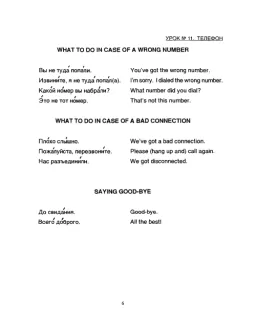 УРОК № 11. ТЕЛЕФОН
WHAT TO DO IN CASE OF A WRONG NUMBER
Вы не туда́ попа́ли. You've got the wrong number.
Извини́те, я не туда́ попа́л(а). I'm sorry. I dialed the wrong number.
Како́й но́мер вы набра́ли? What number did you dial?
Э́то не тот но́мер. That's not this number.
WHAT TO DO IN CASE OF A BAD CONNECTION
Пло́хо слы́шно. We've got a bad connection.
Пожа́луйста, перезвони́те. Please (hang up and) call again.
Нас разъедини́ли. We got disconnected.
SAYING GOOD-BYE
До свида́ния. Good-bye.
Всего́ до́брого. All the best!